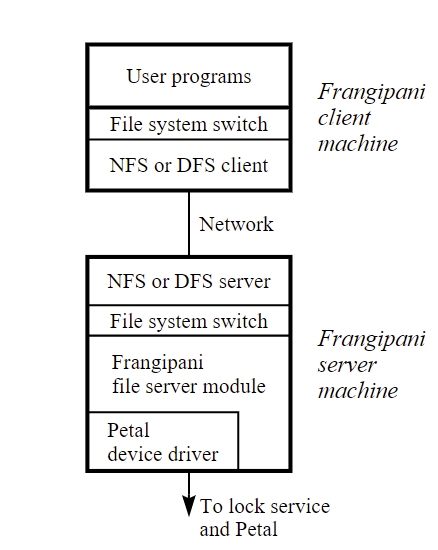 User programs
File system switch
NFS or DFS client
Frangipani
client
machine
Network
NFS or DFS server
File system switch
Frangipani
file server module
Petal
device driver
Frangipani
server
machine
To lock service
and Petal